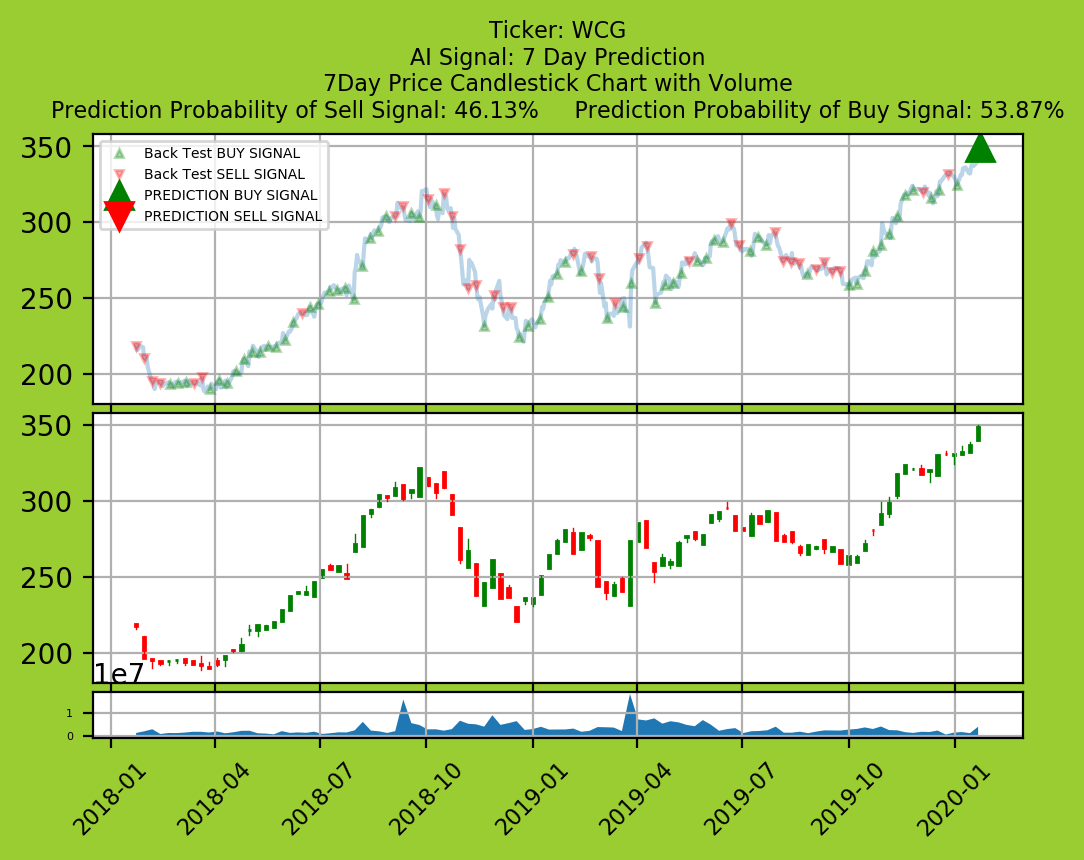 Ticker: WCG
AI Signal: 7 Day Prediction
7Day Price Candlestick Chart with Volume
Prediction Probability of Sell Signal: 46.13% Prediction Probability of Buy Signal: 53.87%
350
300
250
200
Back Test BUY SIGNAL
Back Test SELL SIGNAL
PREDICTION BUY SIGNAL
PREDICTION SELL SIGNAL
350
300
250
200
1e7
1
0
2018-01 2018-04 2018-07 2018-10 2019-01 2019-04 2019-07 2019-10 2020-01